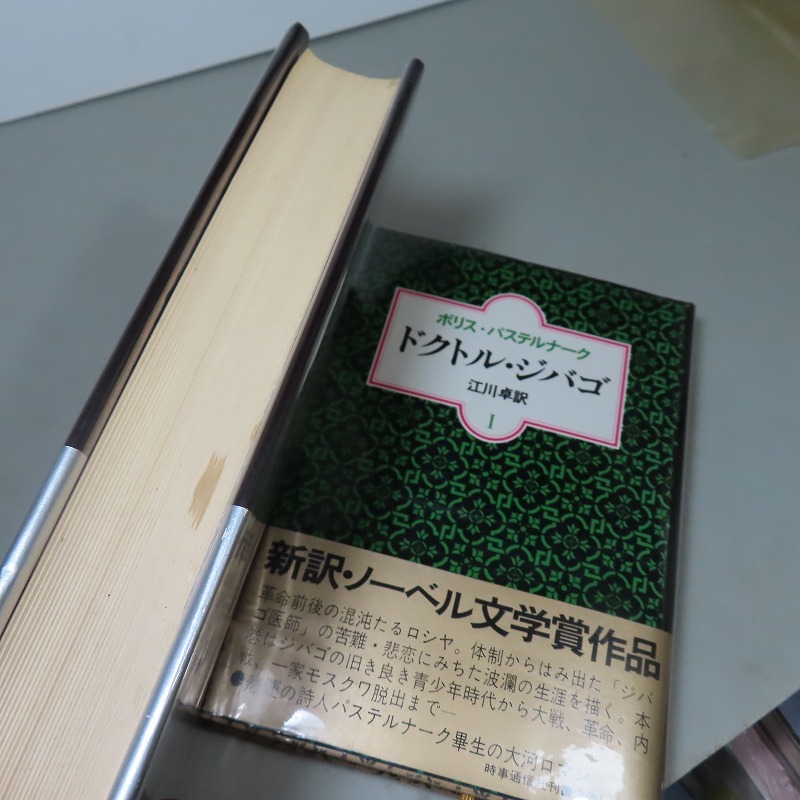 ボリス・パステルナーク
ドクトル・ジバゴ
江川卓訳
I
新訳・ノーベル文学賞作品
革命前後の混沌たるロシヤ。体制からはみ出た「ジバ
ゴ医師」の苦難・悲恋にみちた波瀾の生涯を描く。本
巻はジバゴの旧き良き青少年時代から大戦、革命、内
戦、一家モスクワ脱出まで―
の詩人パステルナーク畢生の大河ロマン
時事通信社刊